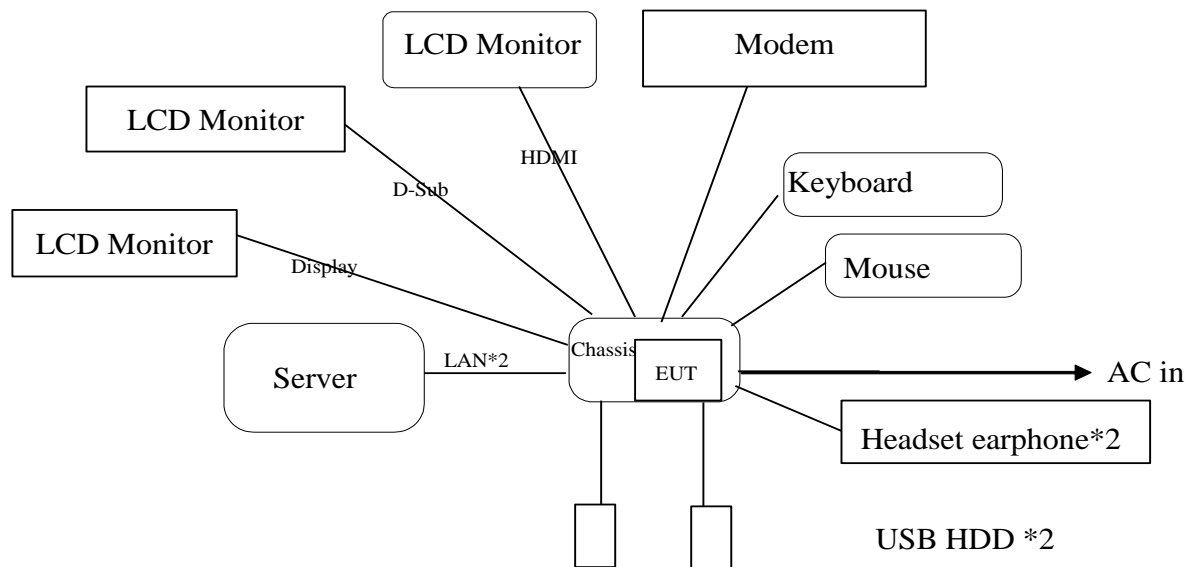 LCD Monitor
Modem
LCD Monitor
HDMI
Keyboard
D-Sub
LCD Monitor
Display
Mouse
Chassis
LAN*2
Server
EUT
AC in
Headset earphone*2
USB HDD *2